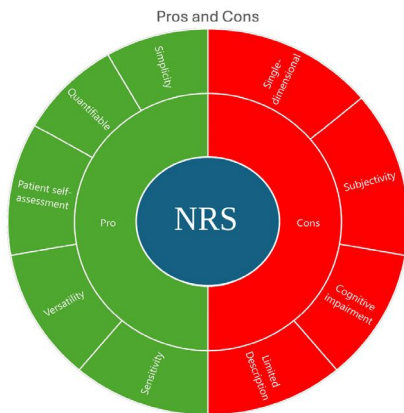 Pros and Cons
Simplicity
Quantifiable
Patient self-
assessment
Versatility
Sensitivity
Pro
NRS
Cons
Single-
dimensional
Subjectivity
Cognitive
impairment
Limited
Description